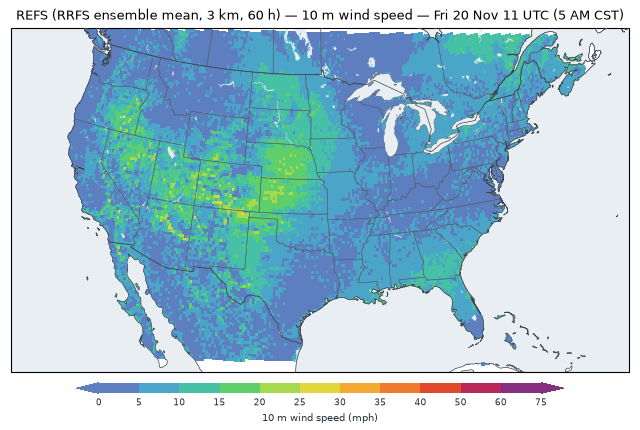 REFS (RRFS ensemble mean, 3 km, 60 h) — 10 m wind speed — Fri 20 Nov 11 UTC (5 AM CST)
0 5 10 15 20 25 30 35 40 50 60 75
10 m wind speed (mph)